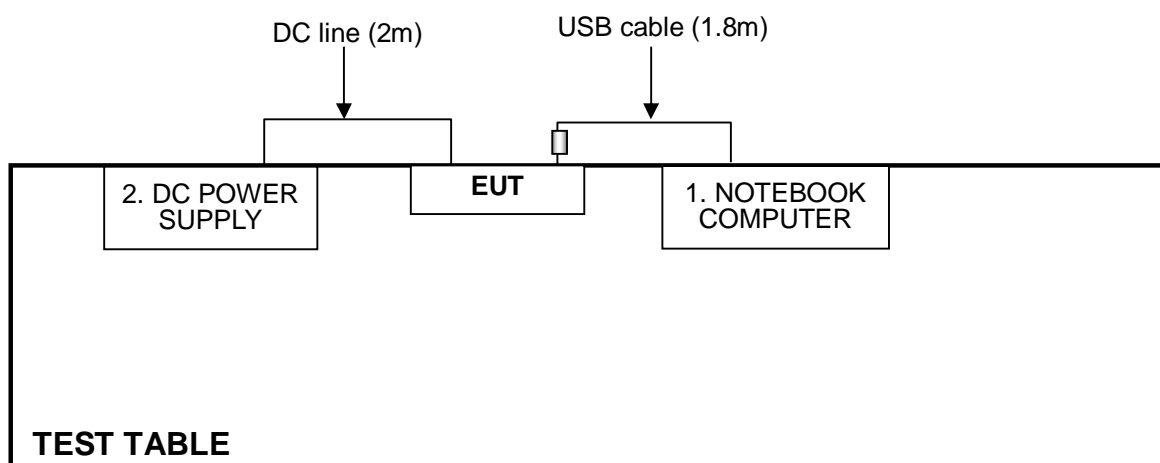 DC line (2m)
USB cable (1.8m)
2. DC POWER
SUPPLY
EUT
1. NOTEBOOK
COMPUTER
TEST TABLE